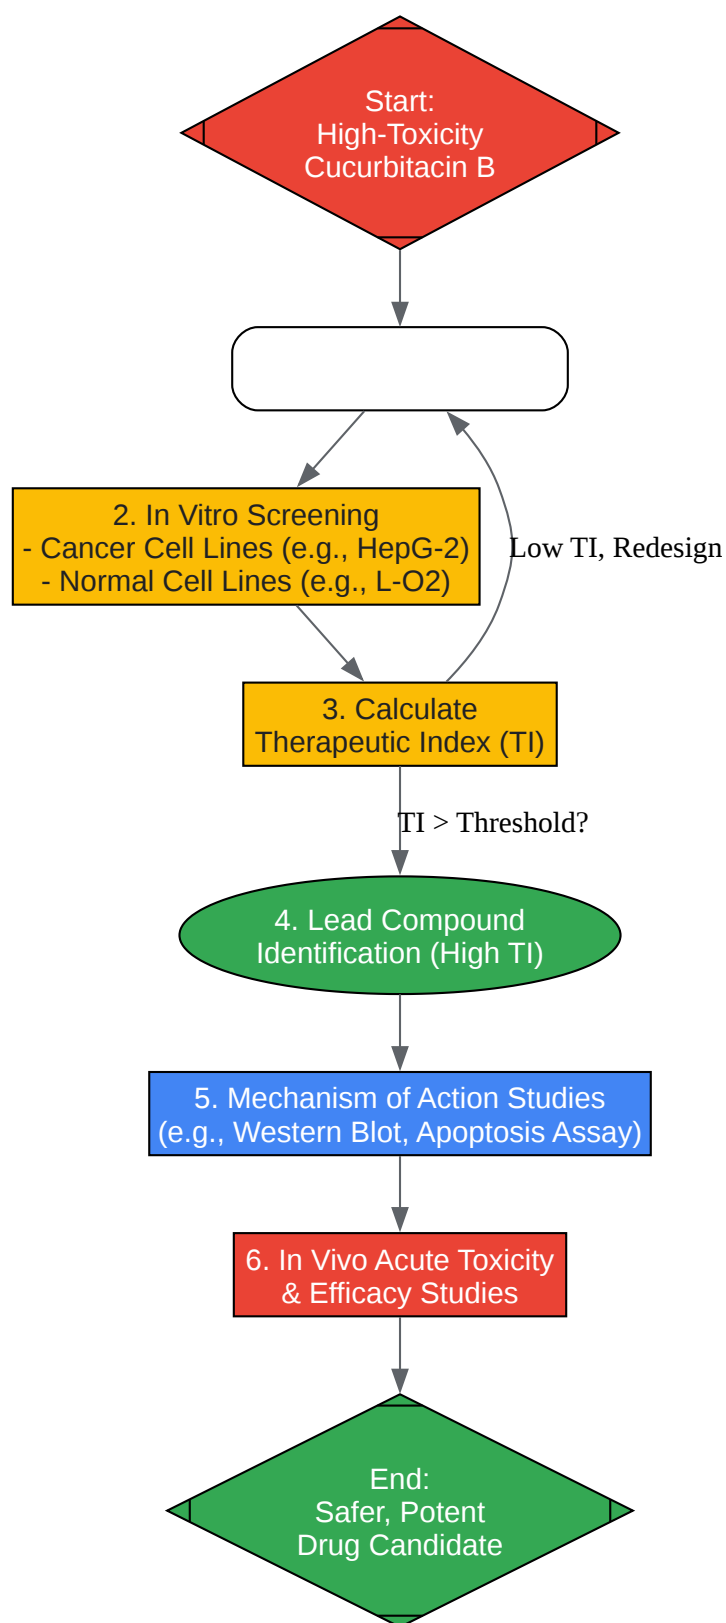 Start:
High-Toxicity
Cucurbitacin B
2. In Vitro Screening
- Cancer Cell Lines (e.g., HepG-2)
- Normal Cell Lines (e.g., L-O2)
Low TI, Redesign
3. Calculate
Therapeutic Index (TI)
TI > Threshold?
4. Lead Compound
Identification (High TI)
5. Mechanism of Action Studies
(e.g., Western Blot, Apoptosis Assay)
6. In Vivo Acute Toxicity
& Efficacy Studies
End:
Safer, Potent
Drug Candidate